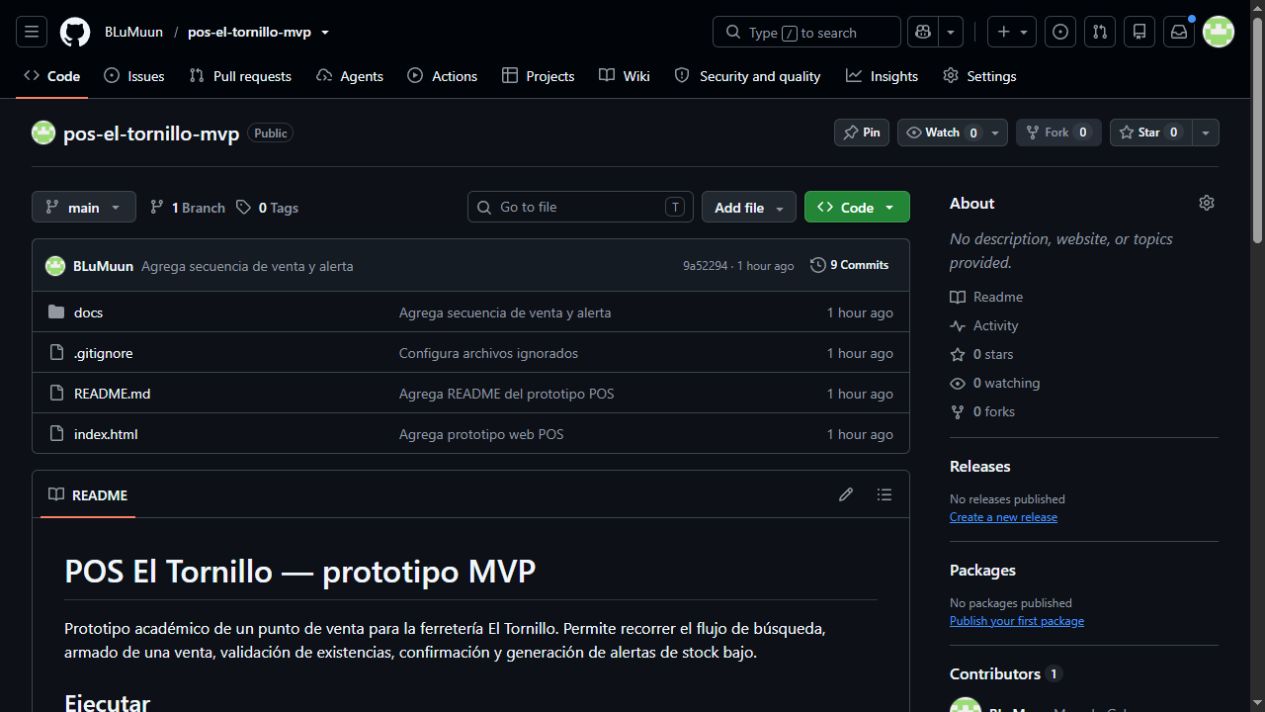 BLuMuun / pos-el-tornillo-mvp
Type / to search
Code Issues Pull requests Agents Actions Projects Wiki Security and quality Insights Settings
pos-el-tornillo-mvp Public
Pin Watch 0 Fork 0 Star 0
main 1 Branch 0 Tags
Go to file T Add file Code
BLuMuun Agrega secuencia de venta y alerta 9a52294 · 1 hour ago 9 Commits
docs Agrega secuencia de venta y alerta 1 hour ago
.gitignore Configura archivos ignorados 1 hour ago
README.md Agrega README del prototipo POS 1 hour ago
index.html Agrega prototipo web POS 1 hour ago
README
POS El Tornillo — prototipo MVP
Prototipo académico de un punto de venta para la ferretería El Tornillo. Permite recorrer el flujo de búsqueda,
armado de una venta, validación de existencias, confirmación y generación de alertas de stock bajo.
Ejecutar
About
No description, website, or topics
provided.
Readme
Activity
0 stars
0 watching
0 forks
Releases
No releases published
Create a new release
Packages
No packages published
Publish your first package
Contributors 1